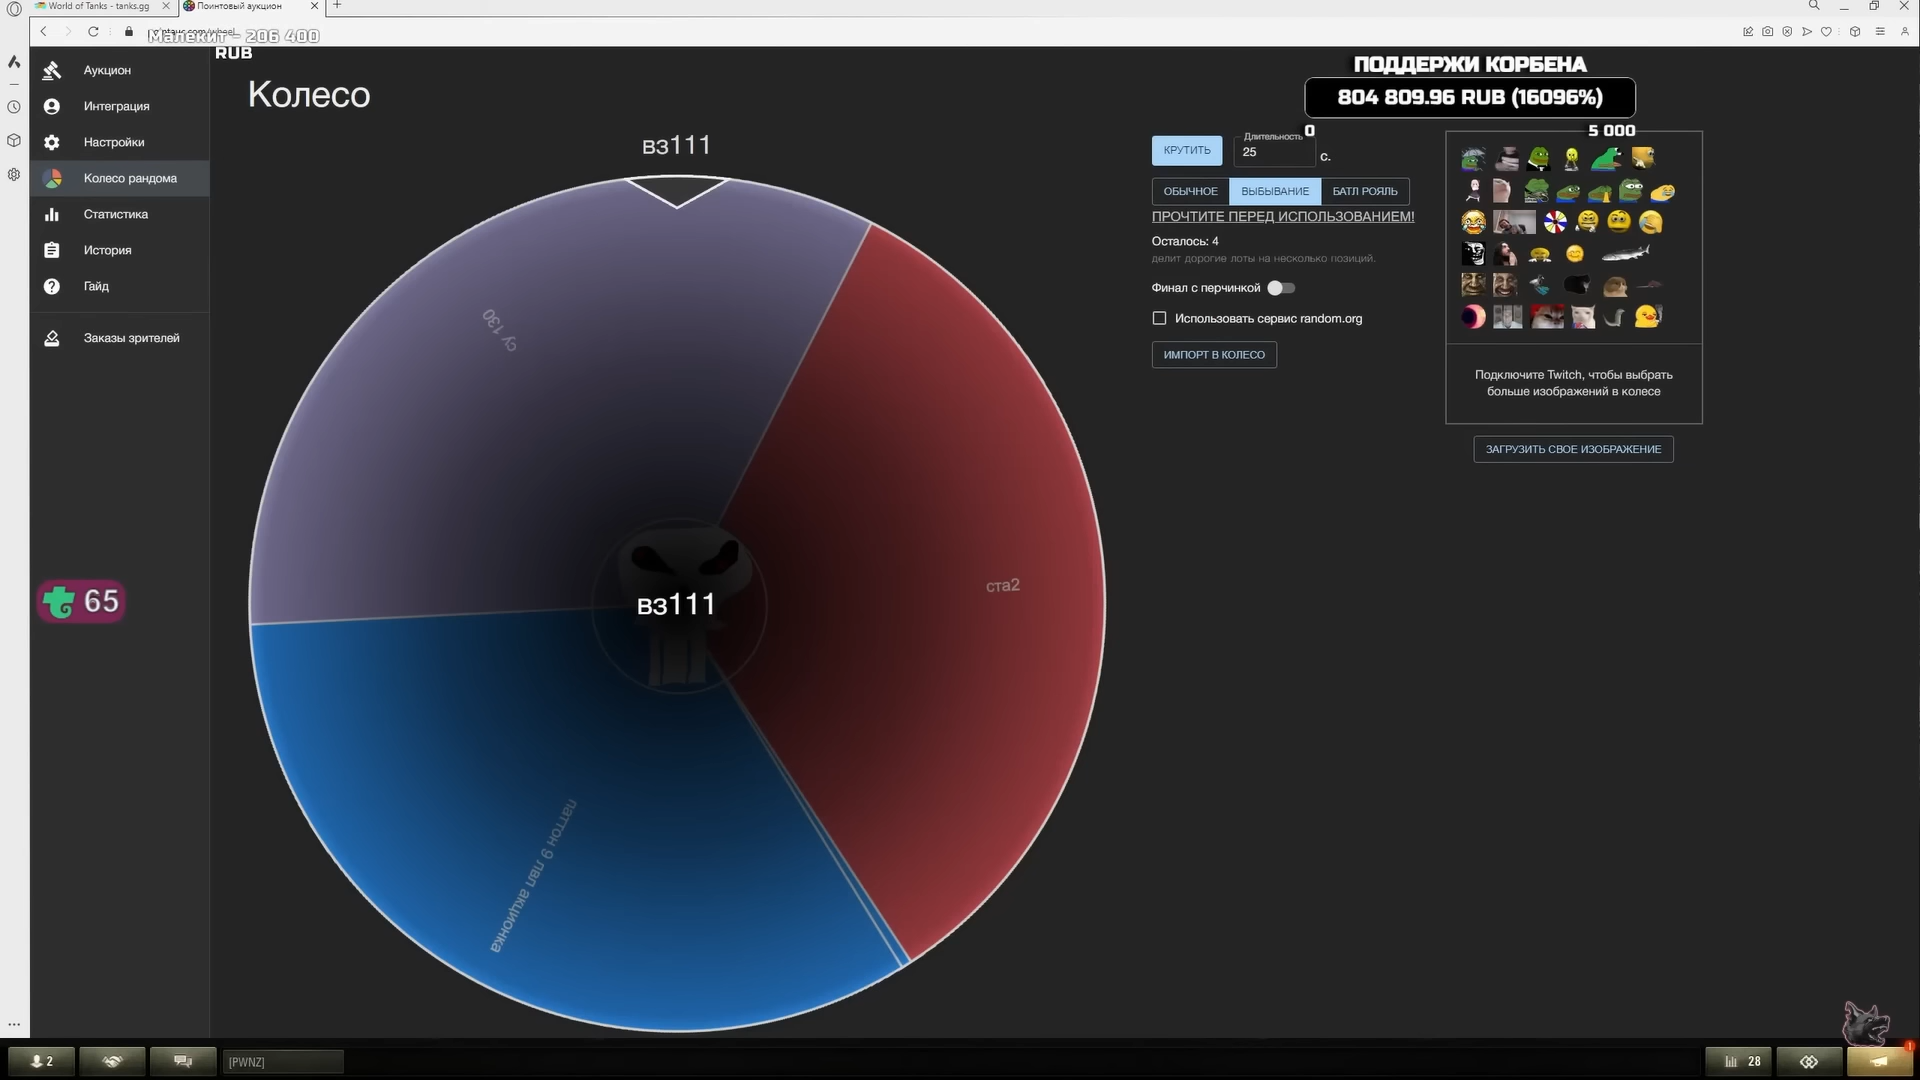 World of Tanks - tanks.gg
Поинтовый аукцион
Малекит - 206 400
RUB
Аукцион
Интеграция
Настройки
Колесо рандома
Статистика
История
Гайд
Заказы зрителей
65
Колесо
вз111
су 130
ста2
вз111
паттон 9 лвл акционка
ПОДДЕРЖИ КОРБЕНА
804 809.96 RUB (16096%)
0
5 000
КРУТИТЬ
Длительность
25
с.
ОБЫЧНОЕ
ВЫБЫВАНИЕ
БАТЛ РОЯЛЬ
ПРОЧТИТЕ ПЕРЕД ИСПОЛЬЗОВАНИЕМ!
Осталось: 4
делит дорогие лоты на несколько позиций.
Финал с перчинкой
Использовать сервис random.org
ИМПОРТ В КОЛЕСО
Подключите Twitch, чтобы выбрать
больше изображений в колесе
ЗАГРУЗИТЬ СВОЕ ИЗОБРАЖЕНИЕ
2
[PWNZ]
28
1